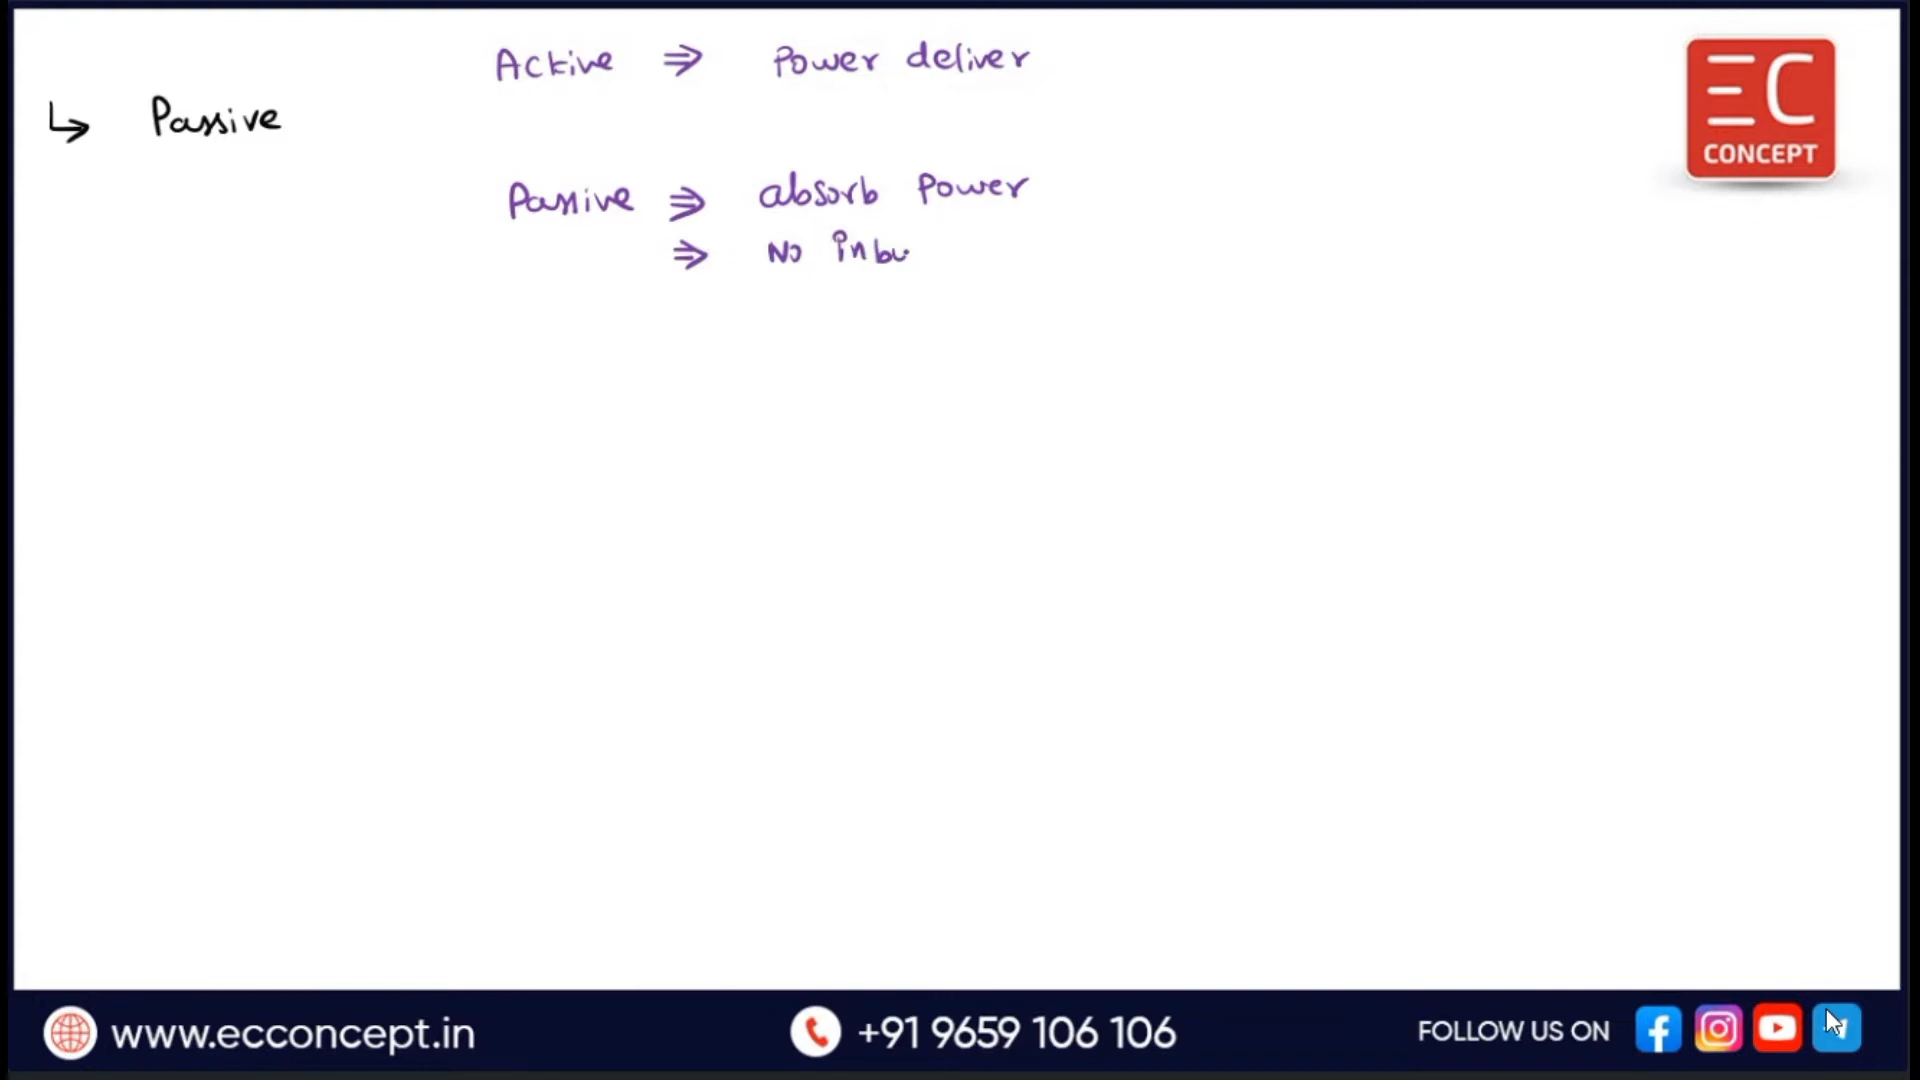 Active ⇒ Power deliver
↳ Passive
Passive ⇒ absorb Power
⇒ No inbu
EC
CONCEPT
www.ecconcept.in
+91 9659 106 106
FOLLOW US ON